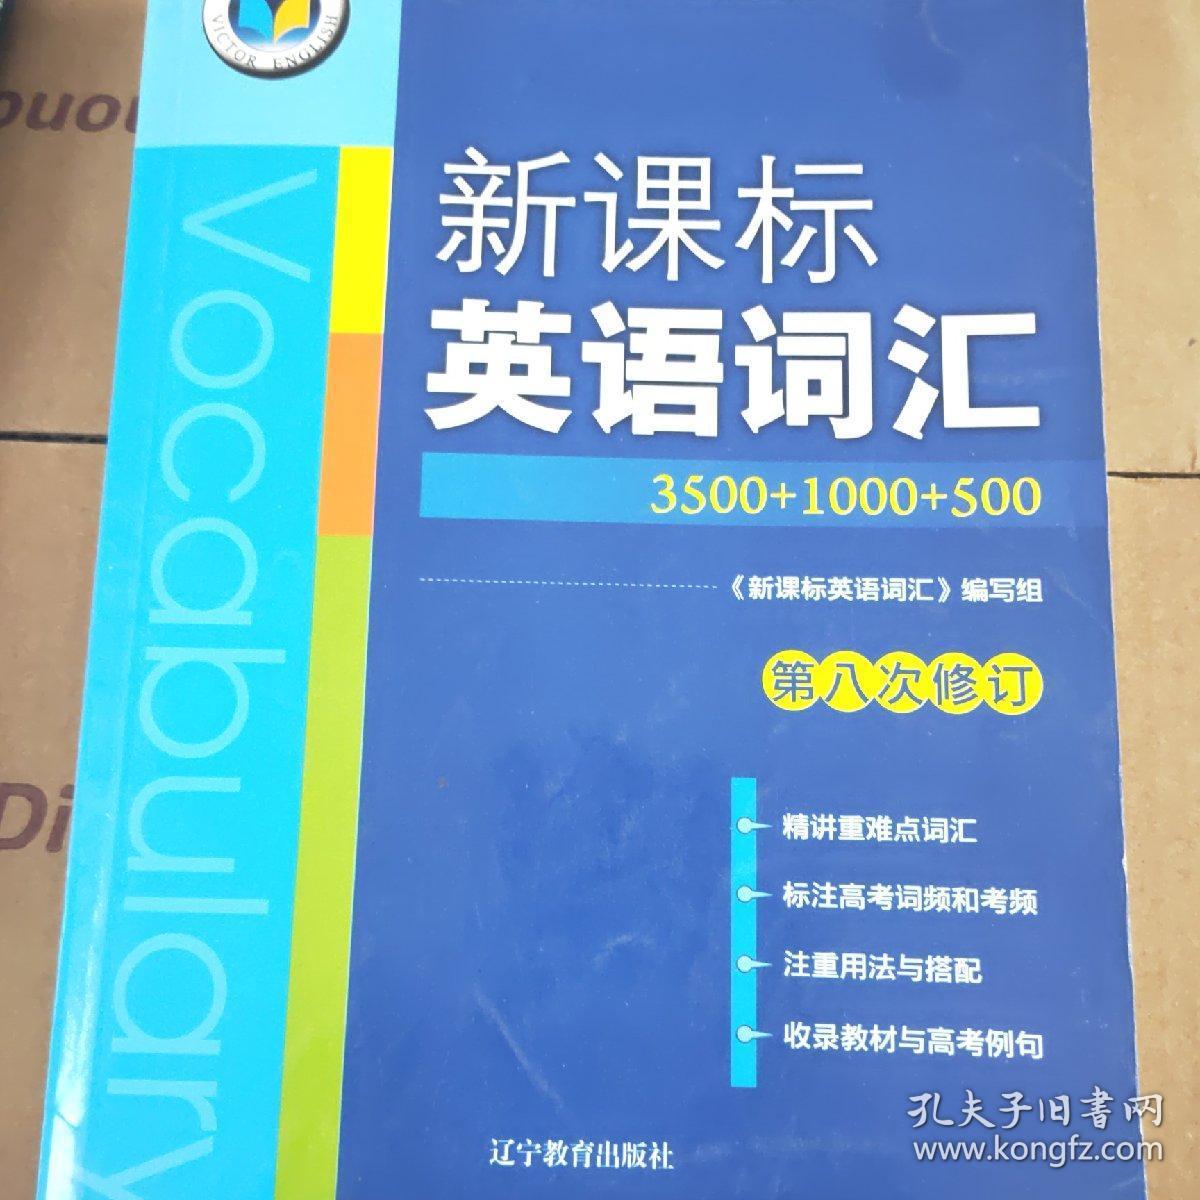 VICTOR ENGLISH
Vocabulary
新课标
英语词汇
3500+1000+500
《新课标英语词汇》编写组
第八次修订
精讲重难点词汇
标注高考词频和考频
注重用法与搭配
收录教材与高考例句
辽宁教育出版社
Di
孔夫子旧书网
www.kongfz.com